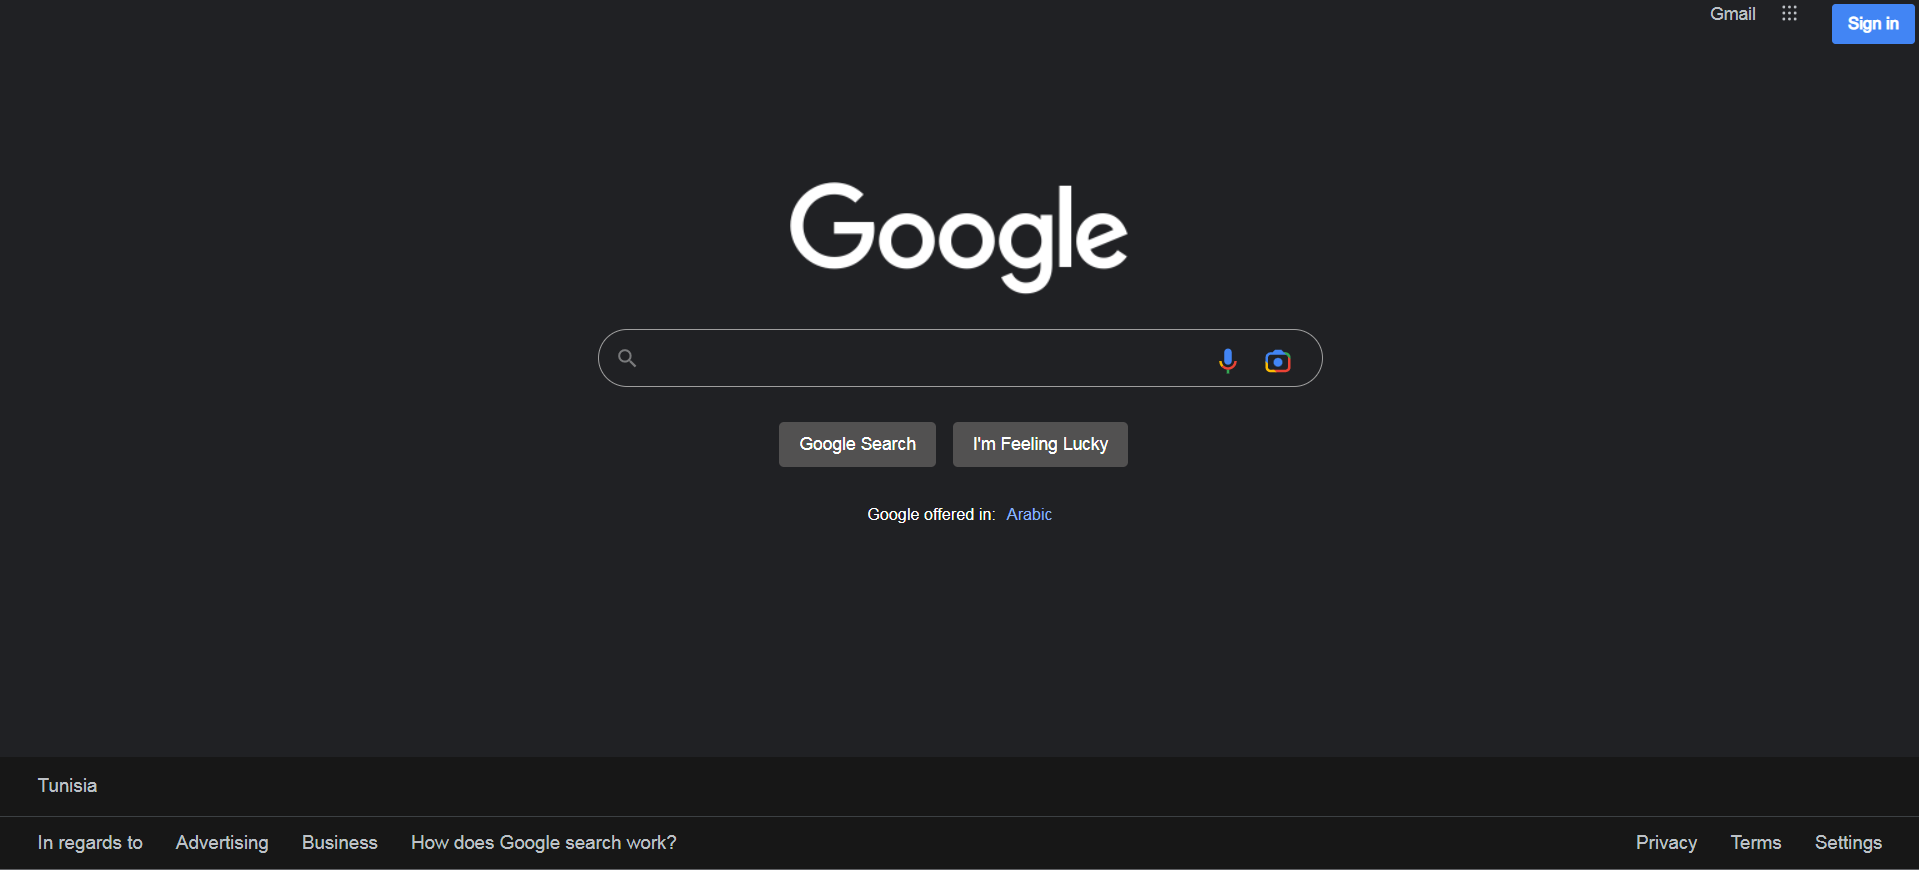 Gmail
Sign in
Google
Google Search
I'm Feeling Lucky
Google offered in: Arabic
Tunisia
In regards to Advertising Business How does Google search work? Privacy Terms Settings